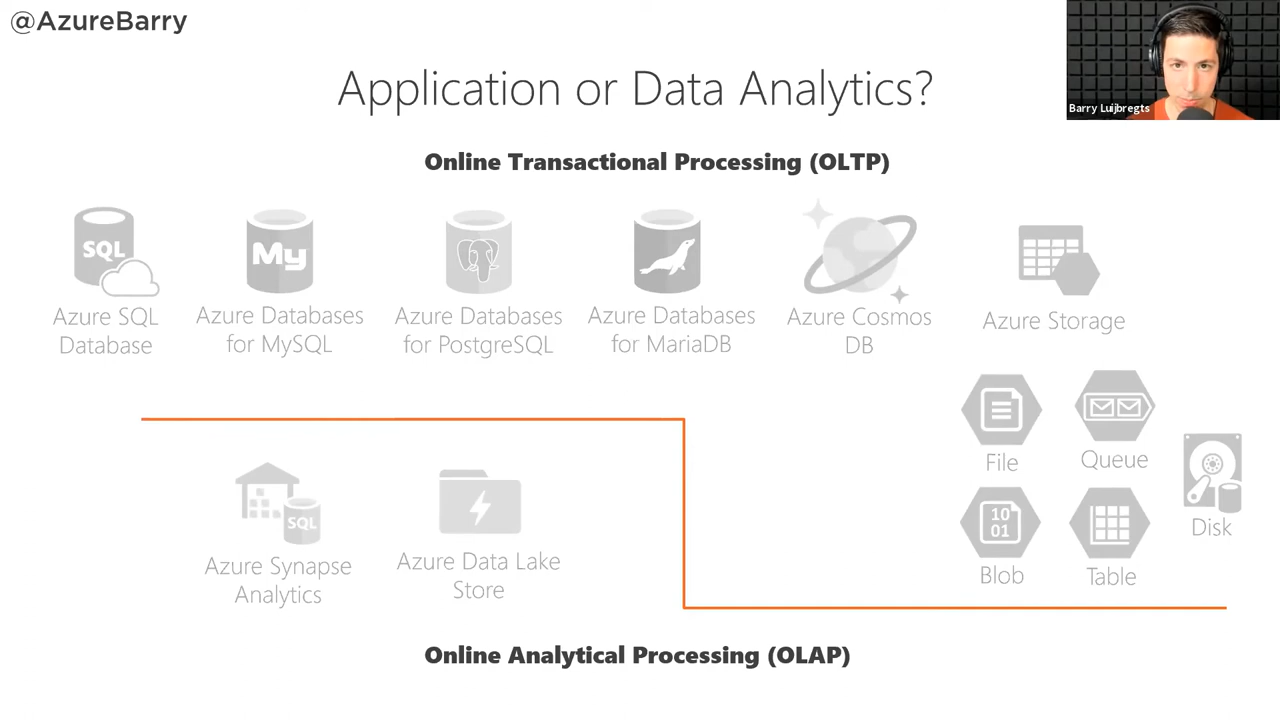 @AzureBarry
Application or Data Analytics?
Barry Luijbregts
Online Transactional Processing (OLTP)
SQL
My
Azure SQL
Database
Azure Databases
for MySQL
Azure Databases
for PostgreSQL
Azure Databases
for MariaDB
Azure Cosmos
DB
Azure Storage
File
Queue
10
01
Blob
Table
Disk
SQL
Azure Synapse
Analytics
Azure Data Lake
Store
Online Analytical Processing (OLAP)